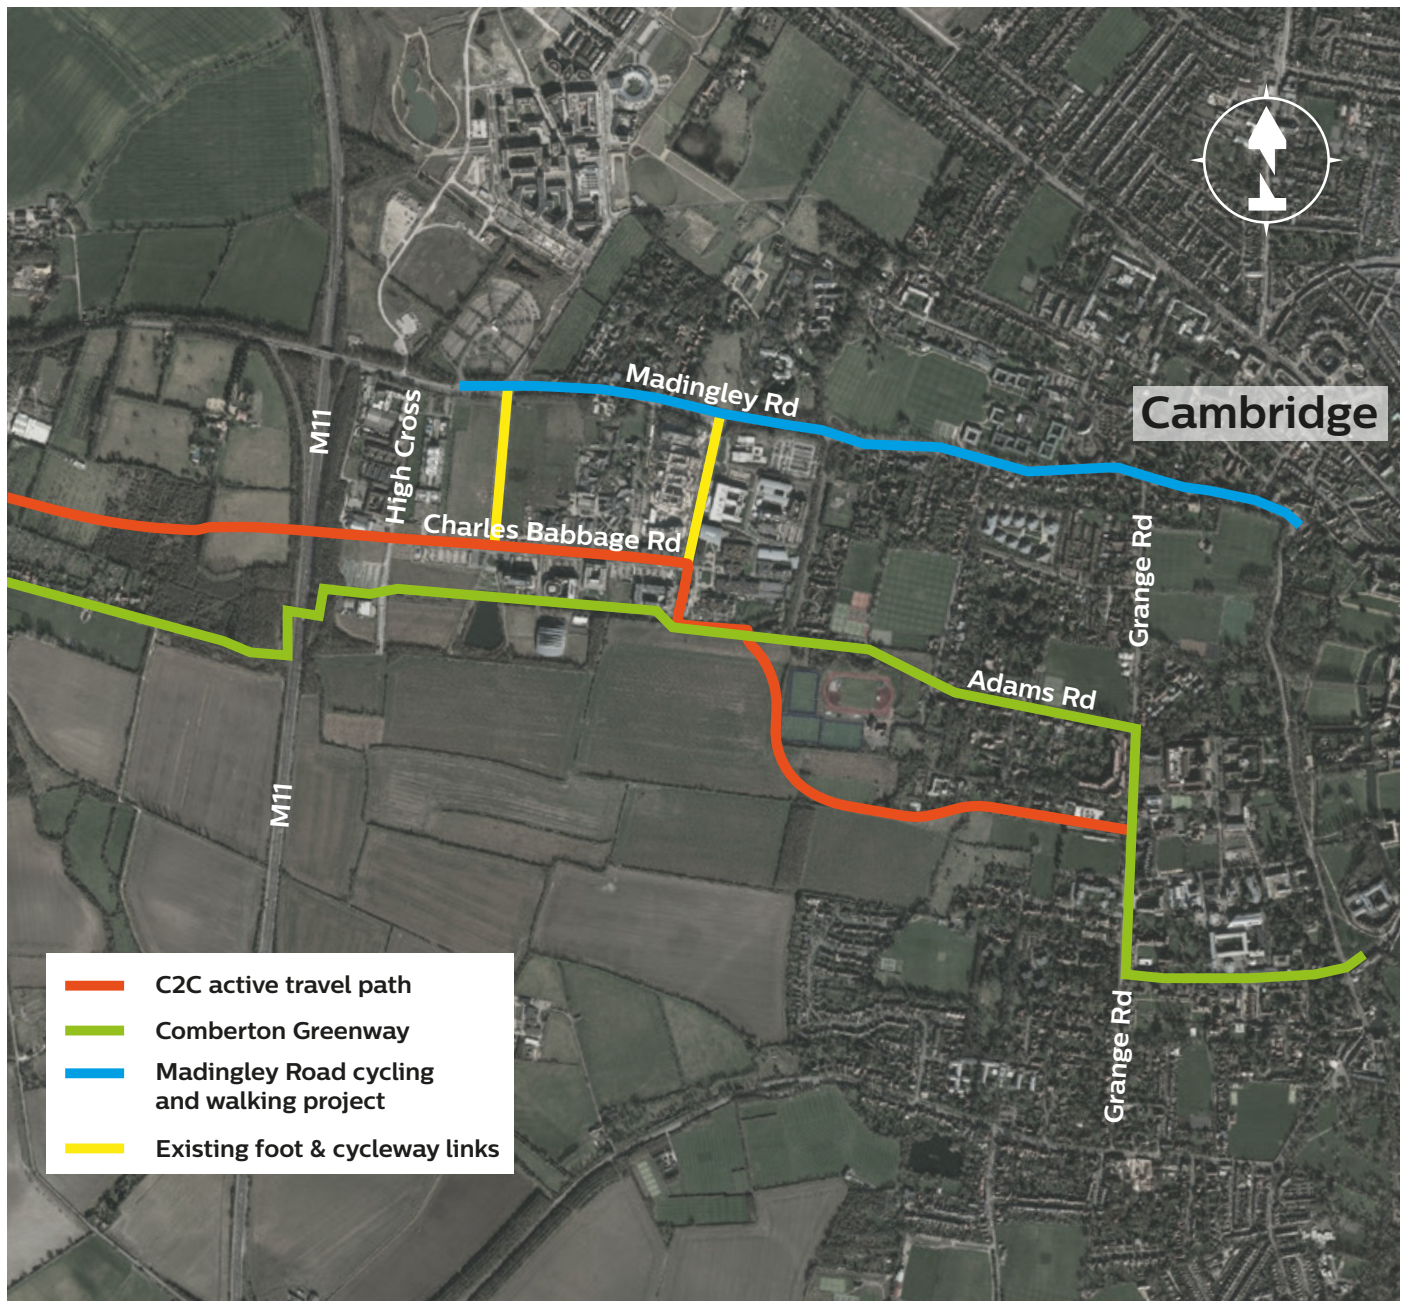 Madingley Rd
Cambridge
M11
High Cross
Charles Babbage Rd
Grange Rd
Adams Rd
M11
Grange Rd
C2C active travel path
Comberton Greenway
Madingley Road cycling
and walking project
Existing foot & cycleway links